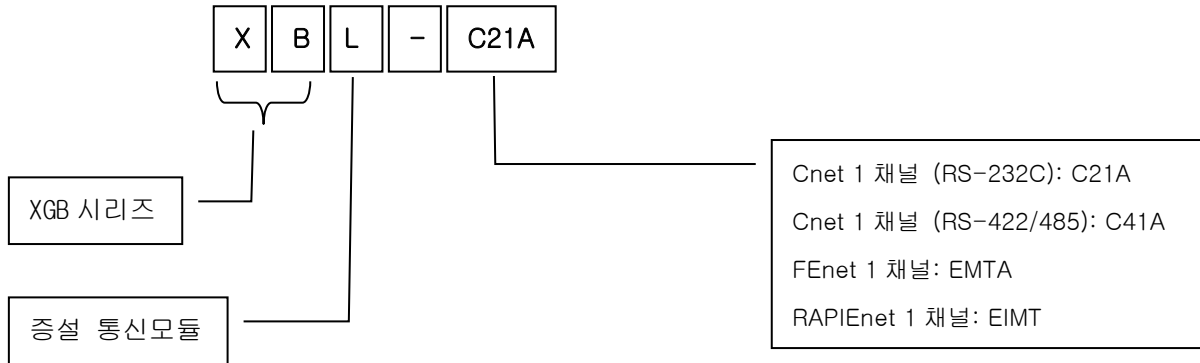 X B L - C21A
XGB 시리즈
증설 통신모듈
Cnet 1 채널 (RS-232C): C21A
Cnet 1 채널 (RS-422/485): C41A
FEnet 1 채널: EMTA
RAPIEnet 1 채널: EIMT